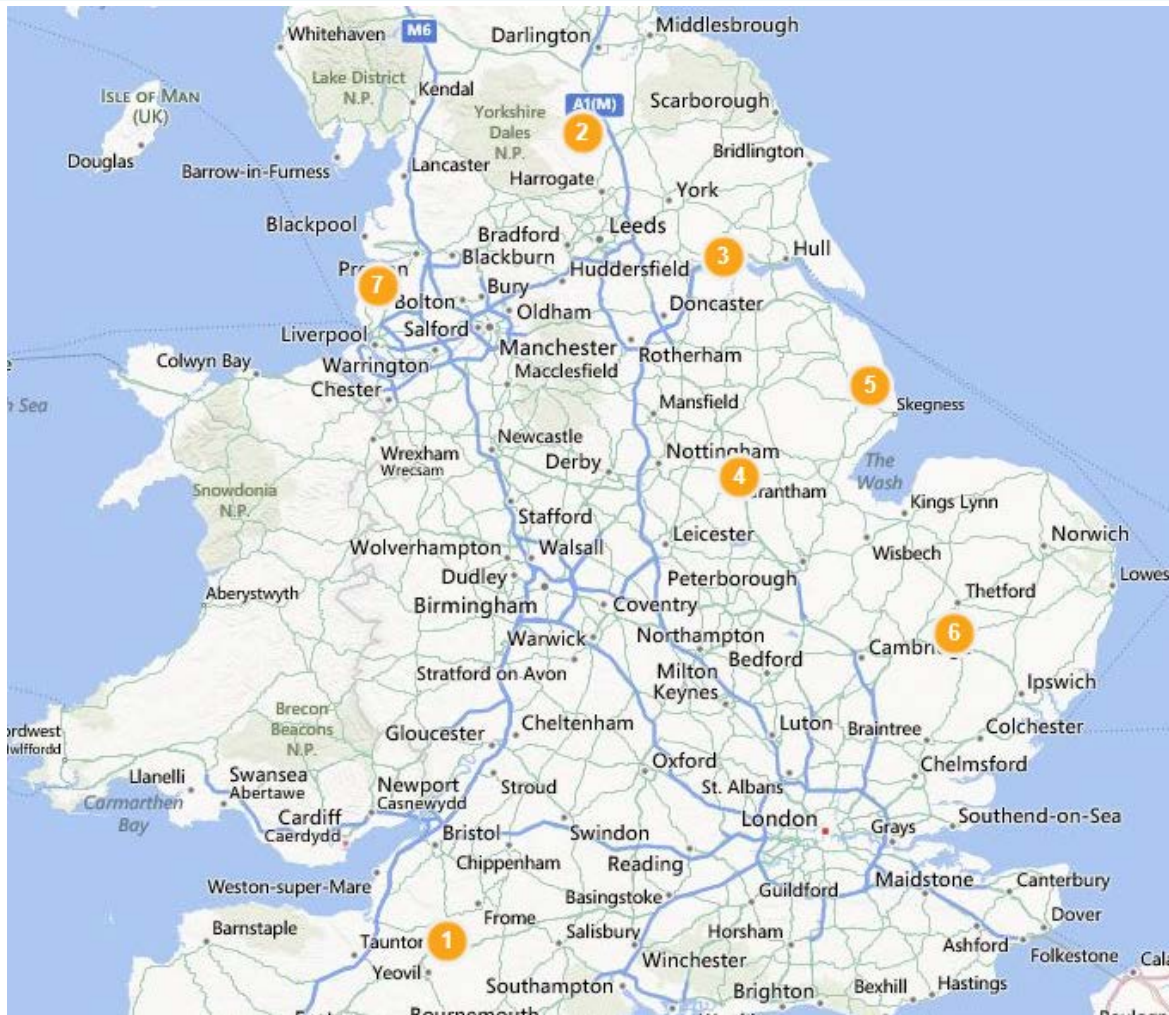 Middlesbrough
Whitehaven
M6
Darlington
Lake District
N.P.
Kendal
ISLE OF MAN
(UK)
Yorkshire
Dales
N.P.
A1(M)
2
Scarborough
Douglas
Barrow-in-Furness
Lancaster
Bridlington
Harrogate
York
Blackpool
Bradford
Leeds
Blackburn
3
Hull
Huddersfield
7
Bury
Bolton
Oldham
Doncaster
Liverpool
Salford
Colwyn Bay
Warrington
Manchester
Rotherham
Chester
Macclesfield
5
Sea
Mansfield
Skegness
Wrexham
Wrecsam
Newcastle
Derby
Nottingham
The
Wash
4
Snowdonia
N.P.
Kings Lynn
Stafford
Wolverhampton
Walsall
Leicester
Wisbech
Norwich
Dudley
Peterborough
Aberystwyth
Thetford
Birmingham
Coventry
6
Warwick
Northampton
Stratford on Avon
Milton
Keynes
Bedford
Ipswich
Brecon
Beacons
N.P.
Cheltenham
Gloucester
Luton
Braintree
Colchester
Oxford
Chelmsford
Llanelli
Swansea
Abertawe
Newport
Casnewydd
Stroud
St. Albans
Carmarthen
Bay
Cardiff
Caerdydd
Bristol
Swindon
London
Grays
Southend-on-Sea
Chippenham
Reading
Weston-super-Mare
Basingstoke
Guildford
Maidstone
Canterbury
Frome
Dover
Barnstaple
1
Salisbury
Horsham
Ashford
Folkestone
Yeovil
Winchester
Southampton
Brighton
Bexhill
Hastings